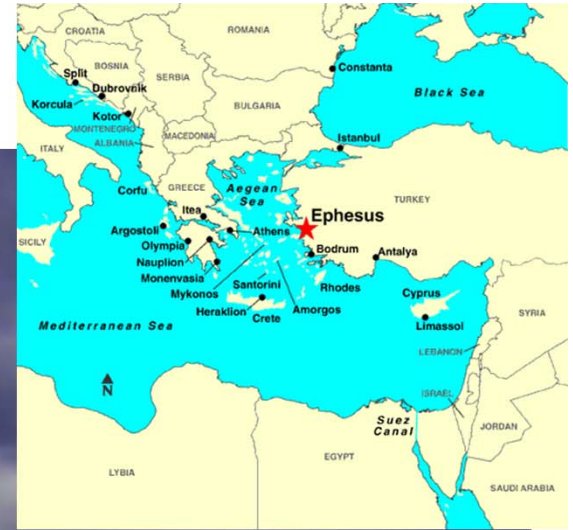 CROATIA
ROMANIA
BOSNIA
Split
SERBIA
Constanta
Dubrovnik
Black Sea
Korcula
Kotor
BULGARIA
MONTENEGRO
MACEDONIA
Istanbul
ALBANIA
ITALY
Corfu
GREECE
Aegean
Sea
TURKEY
Itea
Ephesus
Argostoli
Athens
SICILY
Olympia
Bodrum
Antalya
Nauplion
Monenvasia
Santorini
Rhodes
Cyprus
Mykonos
SYRIA
Heraklion
Amorgos
Crete
Limassol
Mediterranean Sea
LEBANON
N
ISRAEL
Suez
Canal
JORDAN
EGYPT
LYBIA
SAUDI ARABIA